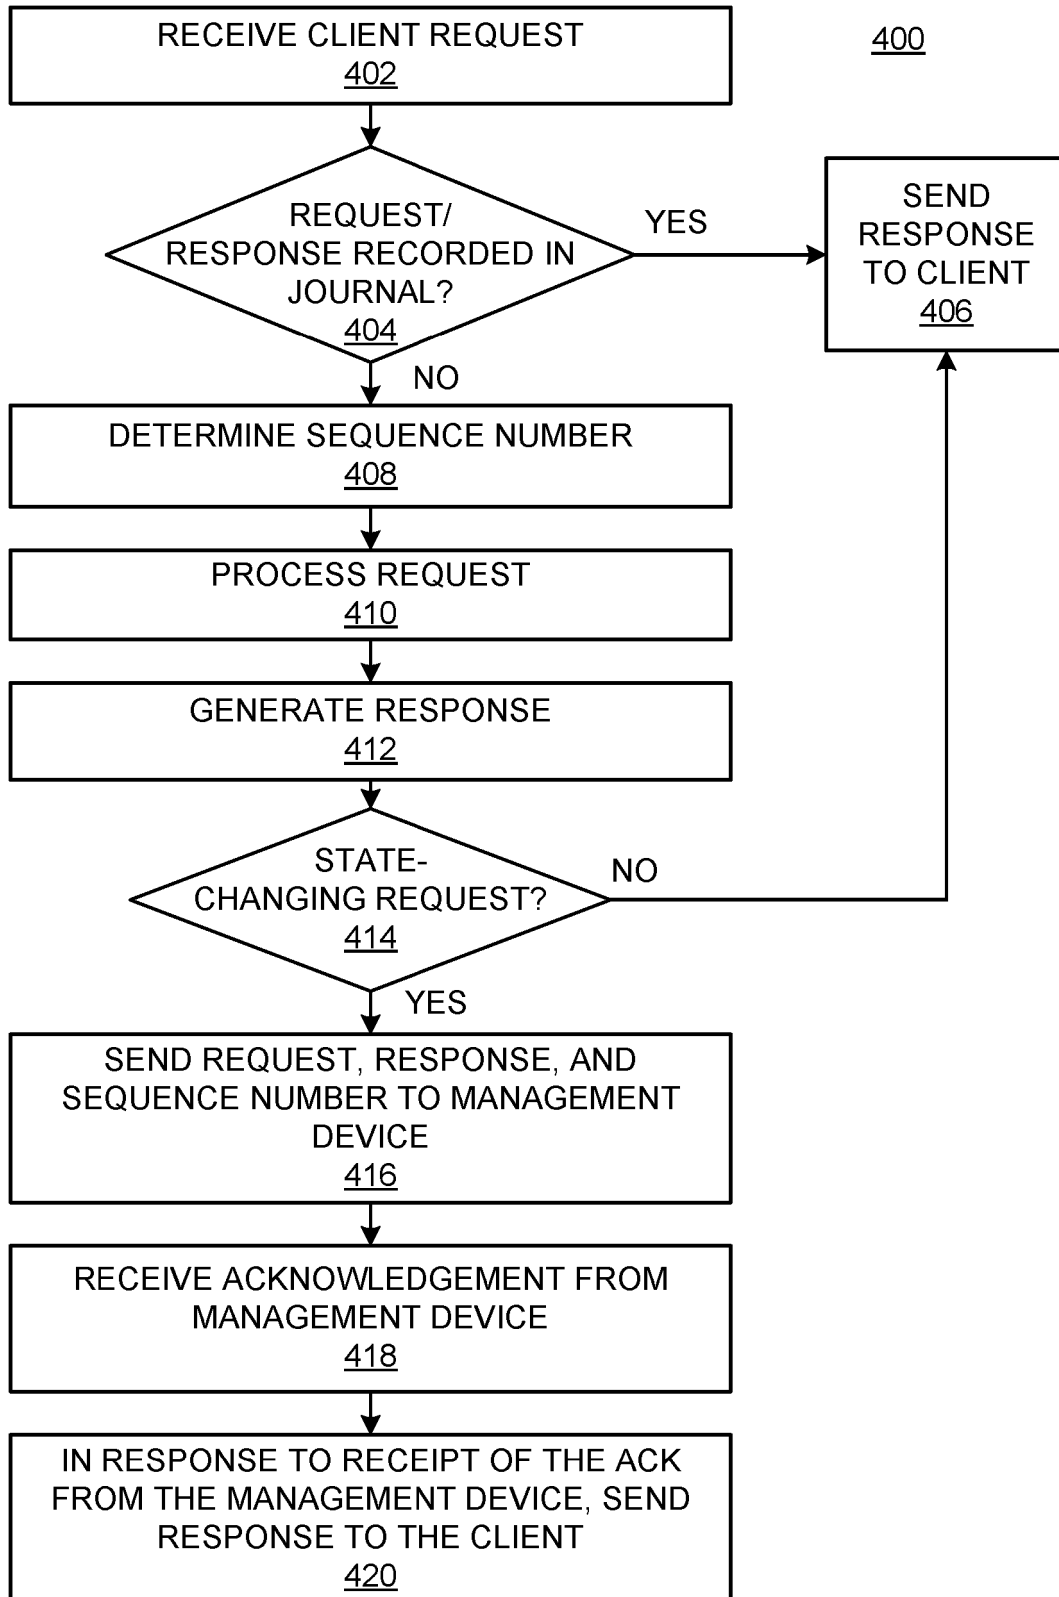 RECEIVE CLIENT REQUEST
402
400
REQUEST/
RESPONSE RECORDED IN
JOURNAL?
404
YES
SEND
RESPONSE
TO CLIENT
406
NO
DETERMINE SEQUENCE NUMBER
408
PROCESS REQUEST
410
GENERATE RESPONSE
412
STATE-
CHANGING REQUEST?
414
NO
YES
SEND REQUEST, RESPONSE, AND
SEQUENCE NUMBER TO MANAGEMENT
DEVICE
416
RECEIVE ACKNOWLEDGEMENT FROM
MANAGEMENT DEVICE
418
IN RESPONSE TO RECEIPT OF THE ACK
FROM THE MANAGEMENT DEVICE, SEND
RESPONSE TO THE CLIENT
420